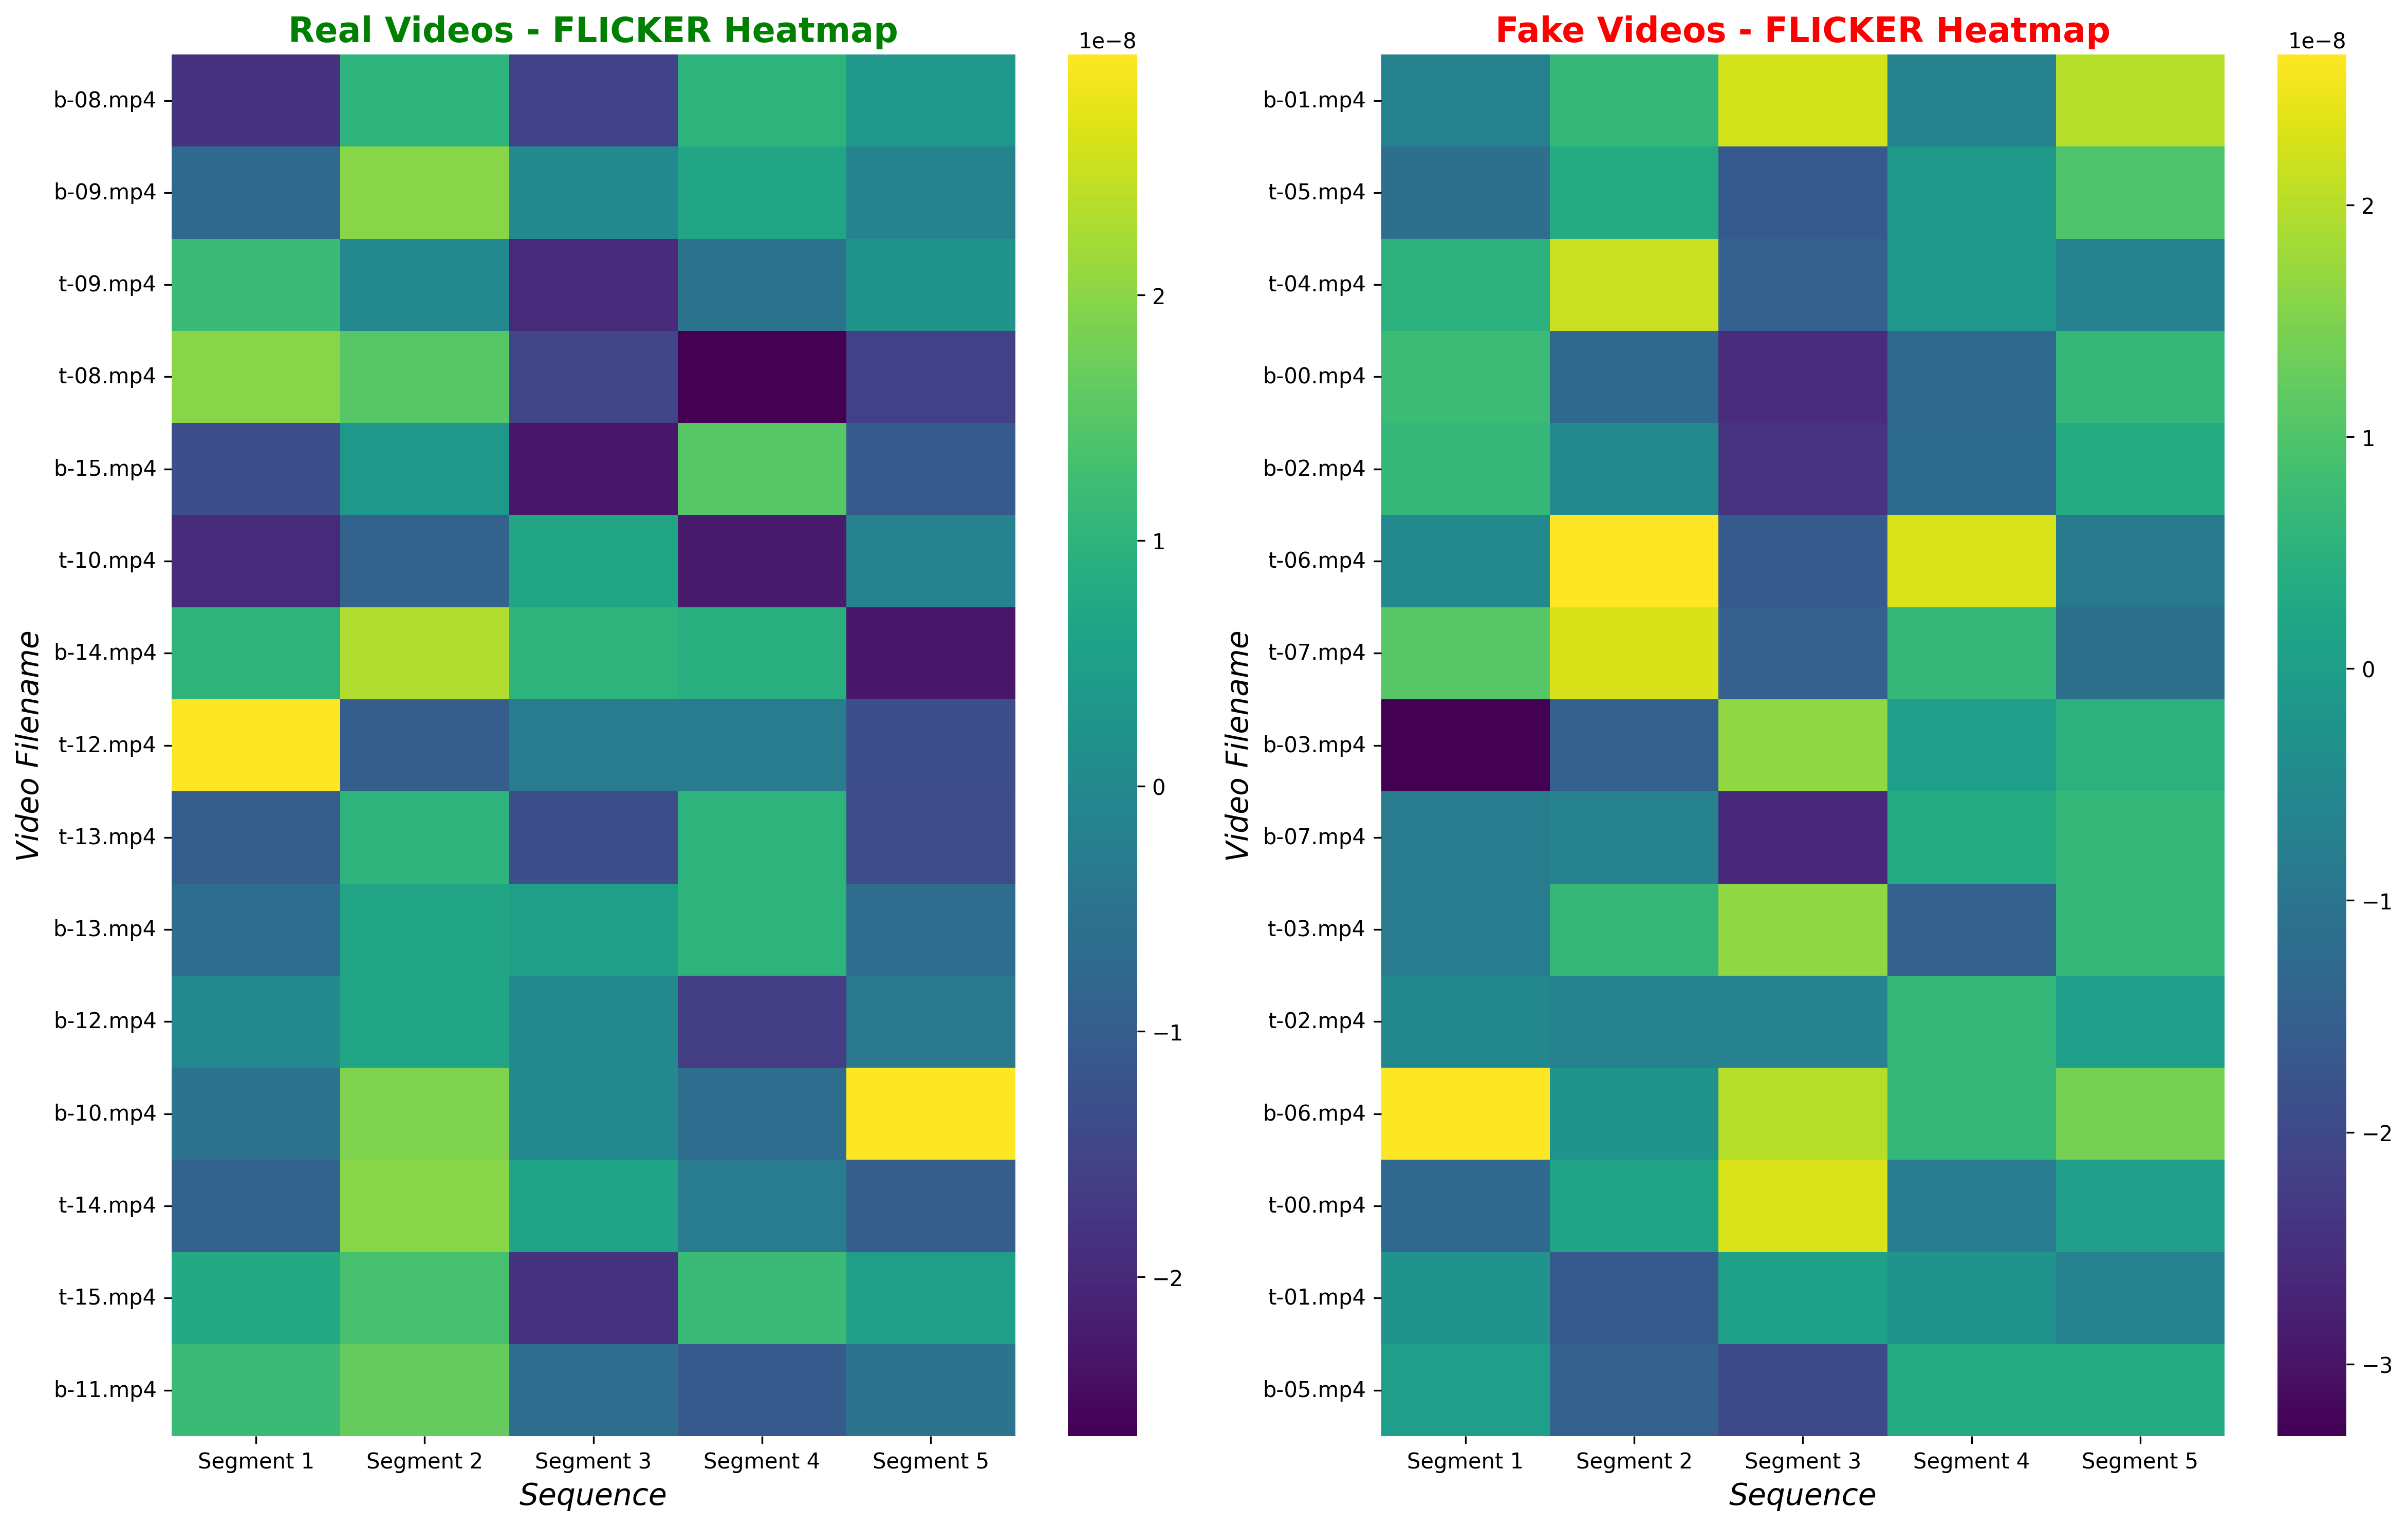 Real Videos - FLICKER Heatmap
1e−8
Video Filename
b-08.mp4
b-09.mp4
t-09.mp4
t-08.mp4
b-15.mp4
t-10.mp4
b-14.mp4
t-12.mp4
t-13.mp4
b-13.mp4
b-12.mp4
b-10.mp4
t-14.mp4
t-15.mp4
b-11.mp4
Segment 1 Segment 2 Segment 3 Segment 4 Segment 5
Sequence
2
1
0
−1
−2
Fake Videos - FLICKER Heatmap
1e−8
Video Filename
b-01.mp4
t-05.mp4
t-04.mp4
b-00.mp4
b-02.mp4
t-06.mp4
t-07.mp4
b-03.mp4
b-07.mp4
t-03.mp4
t-02.mp4
b-06.mp4
t-00.mp4
t-01.mp4
b-05.mp4
Segment 1 Segment 2 Segment 3 Segment 4 Segment 5
Sequence
2
1
0
−1
−2
−3